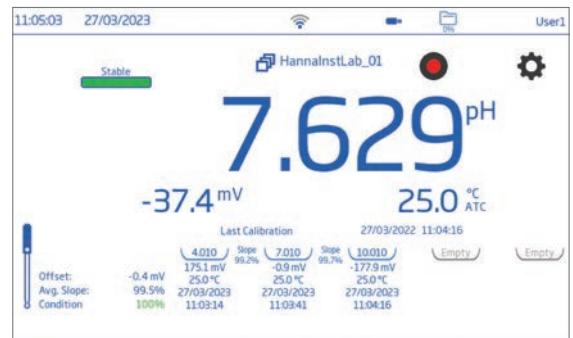 11:05:03 27/03/2023 0% User1
Stable HannaInstLab_01
7.629 pH
-37.4 mV 25.0 °C
ATC
Last Calibration 27/03/2022 11:04:16
4.010 Slope 7.010 Slope 10.010 Empty Empty
99.2% 99.7%
175.1 mV -0.9 mV -177.9 mV
Offset: -0.4 mV 25.0 °C 25.0 °C 25.0 °C
Avg. Slope: 99.5% 27/03/2023 27/03/2023 27/03/2023
Condition 100% 11:03:14 11:03:41 11:04:16